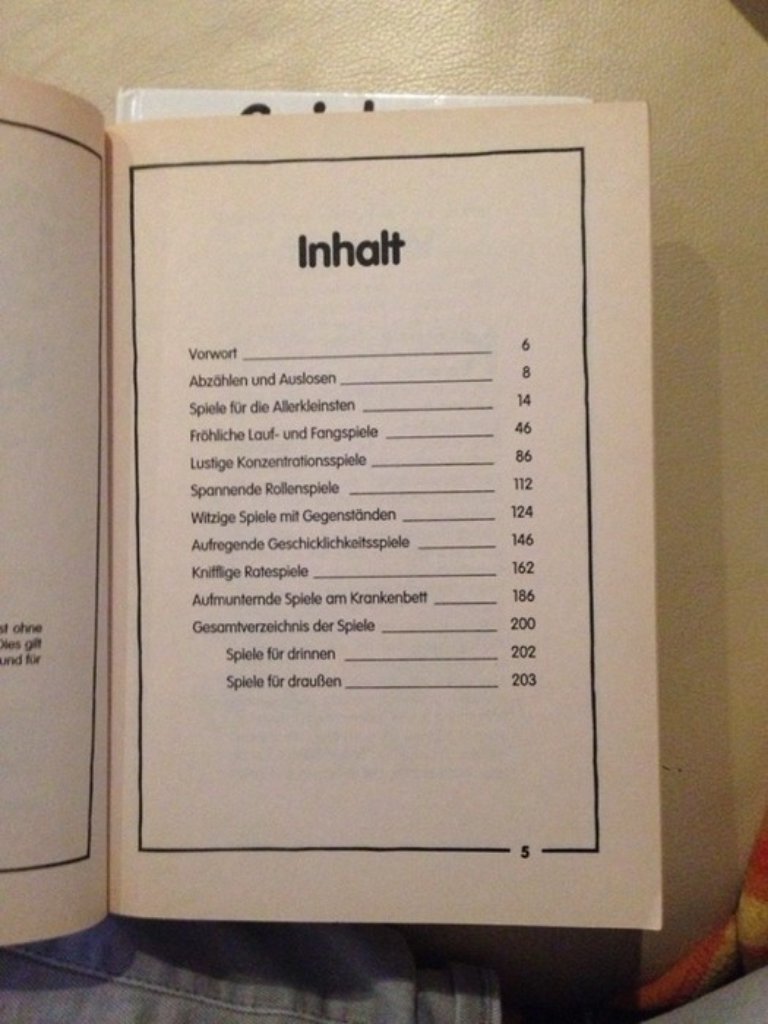 st ohne
Dies gilt
und für
Inhalt
Vorwort 6
Abzählen und Auslosen 8
Spiele für die Allerkleinsten 14
Fröhliche Lauf- und Fangspiele 46
Lustige Konzentrationsspiele 86
Spannende Rollenspiele 112
Witzige Spiele mit Gegenständen 124
Aufregende Geschicklichkeitsspiele 146
Knifflige Ratespiele 162
Aufmunternde Spiele am Krankenbett 186
Gesamtverzeichnis der Spiele 200
Spiele für drinnen 202
Spiele für draußen 203
5